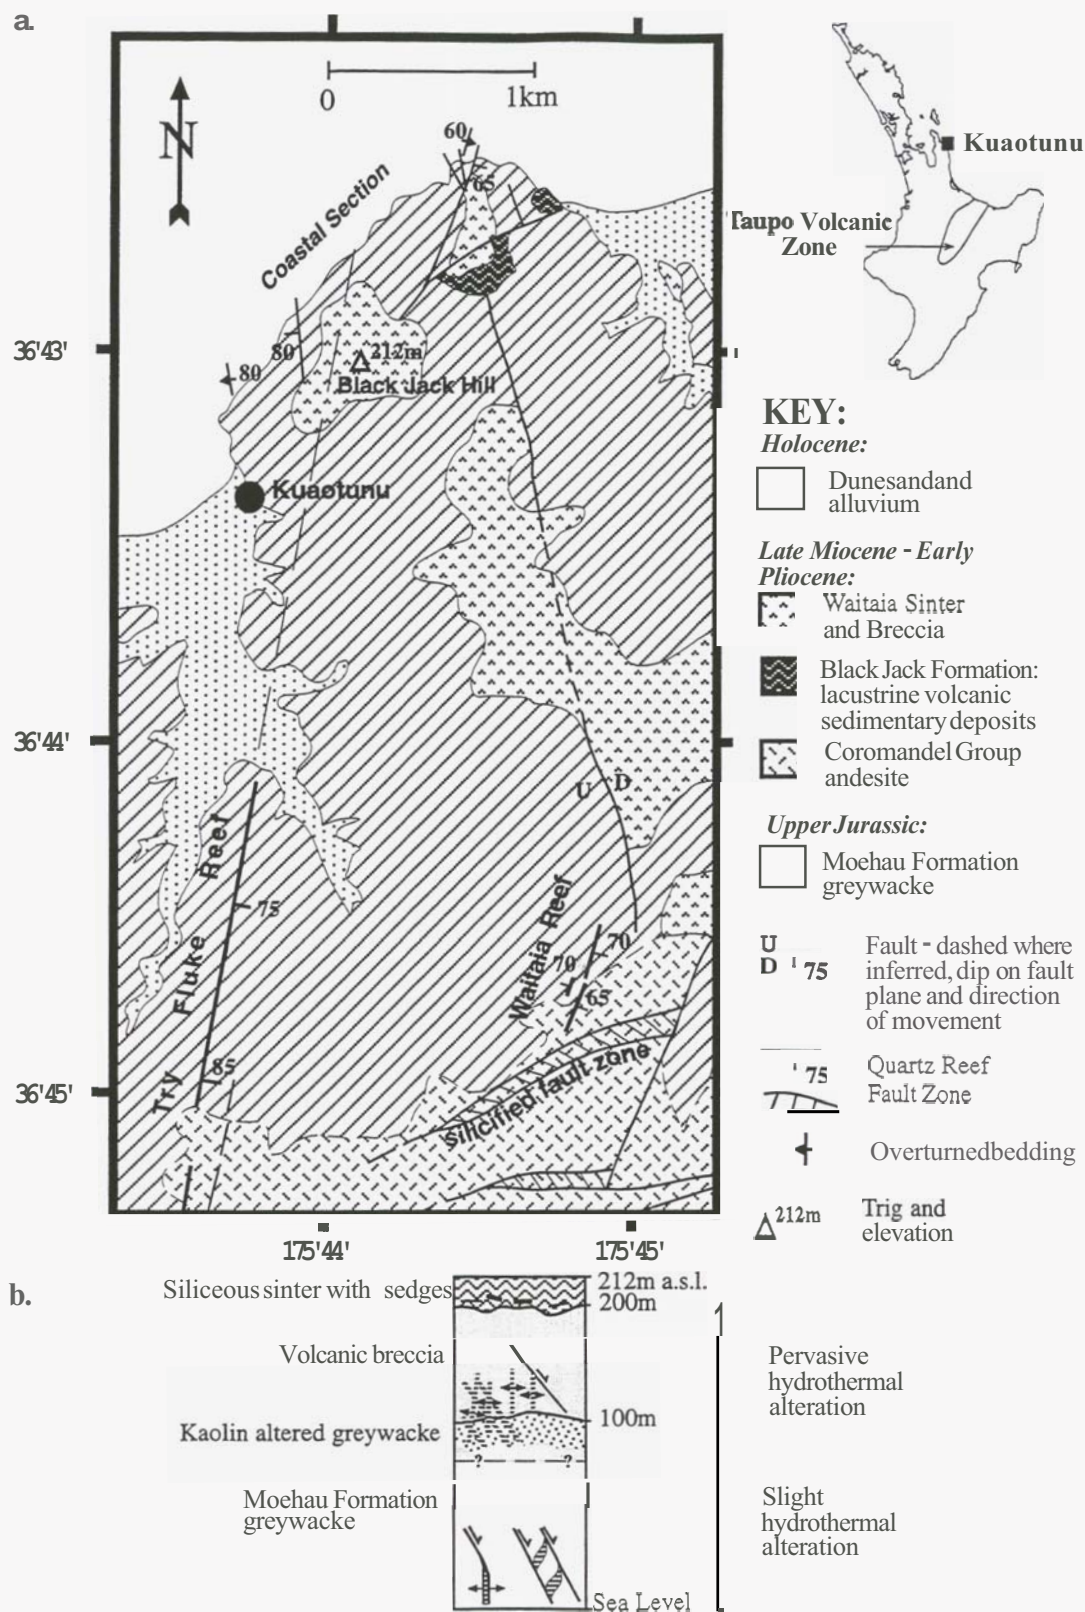 a.
N
0 1km
60
65
Coastal Section
80
80
212m
Black Jack Hill
Kuaotunu
36'43'
36'44'
36'45'
U D
Try Fluke Reef
75
85
Waitaia Reef
70
70
65
silicified fault zone
175'44'
175'45'
Kuaotunu
Taupo Volcanic
Zone
KEY:
Holocene:
Dunesandand
alluvium
Late Miocene - Early
Pliocene:
Waitaia Sinter
and Breccia
Black Jack Formation:
lacustrine volcanic
sedimentary deposits
Coromandel Group
andesite
Upper Jurassic:
Moehau Formation
greywacke
U
D 75
Fault - dashed where
inferred, dip on fault
plane and direction
of movement
75
Quartz Reef
Fault Zone
Overturnedbedding
212m
Trig and
elevation
b.
Siliceous sinter with sedges
212m a.s.l.
200m
Volcanic breccia
100m
Kaolin altered greywacke
? ?
Moehau Formation
greywacke
Sea Level
Pervasive
hydrothermal
alteration
Slight
hydrothermal
alteration